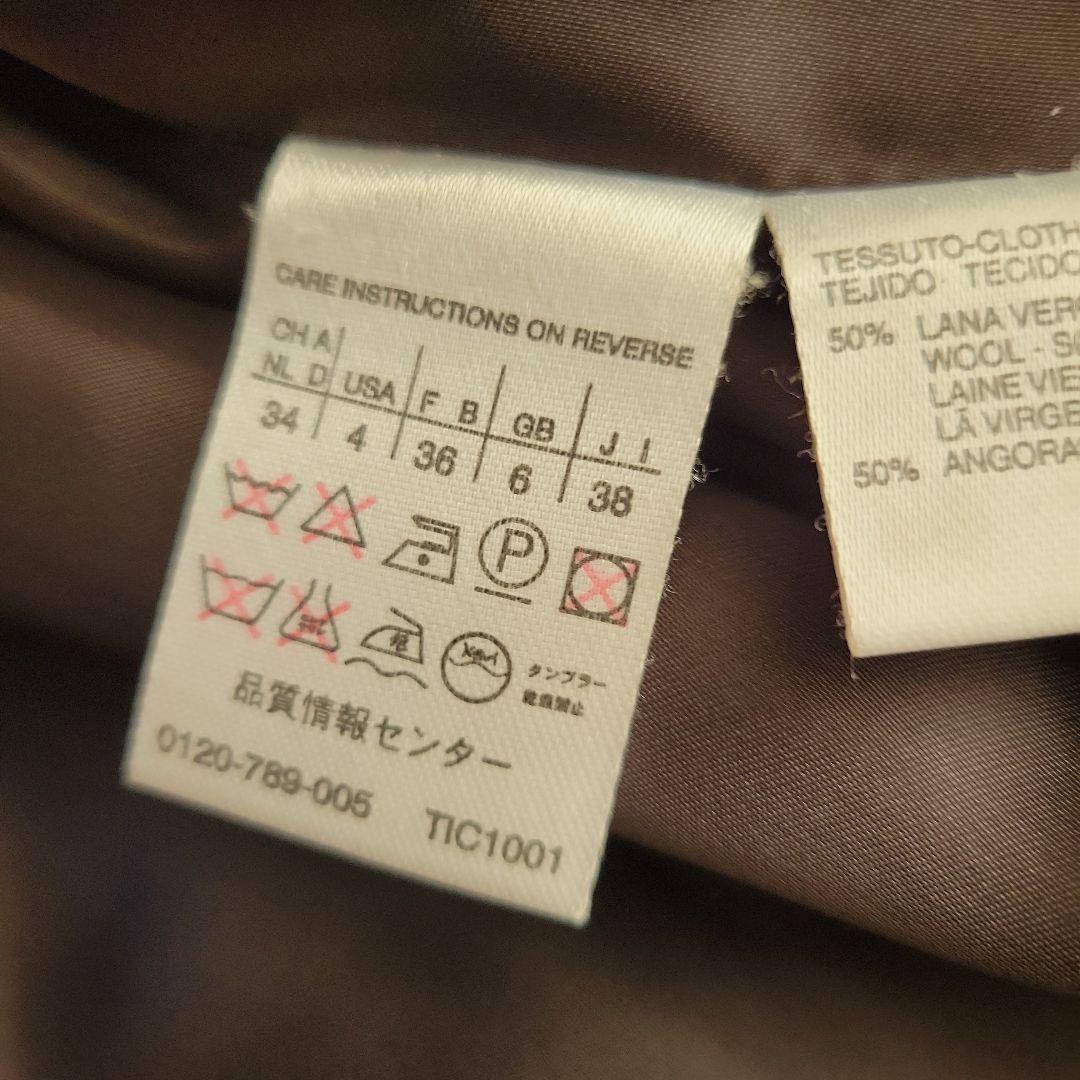 CARE INSTRUCTIONS ON REVERSE
CH A
NL D USA F B GB J I
34 4 36 6 38
P
タンブラー
乾燥禁止
品質情報センター
0120-789-005 TIC1001
TESSUTO-CLOTH
TEJIDO TECIDO
50% LANA VERG
WOOL - SC
LAINE VIE
LÃ VIRGE
50% ANGORA